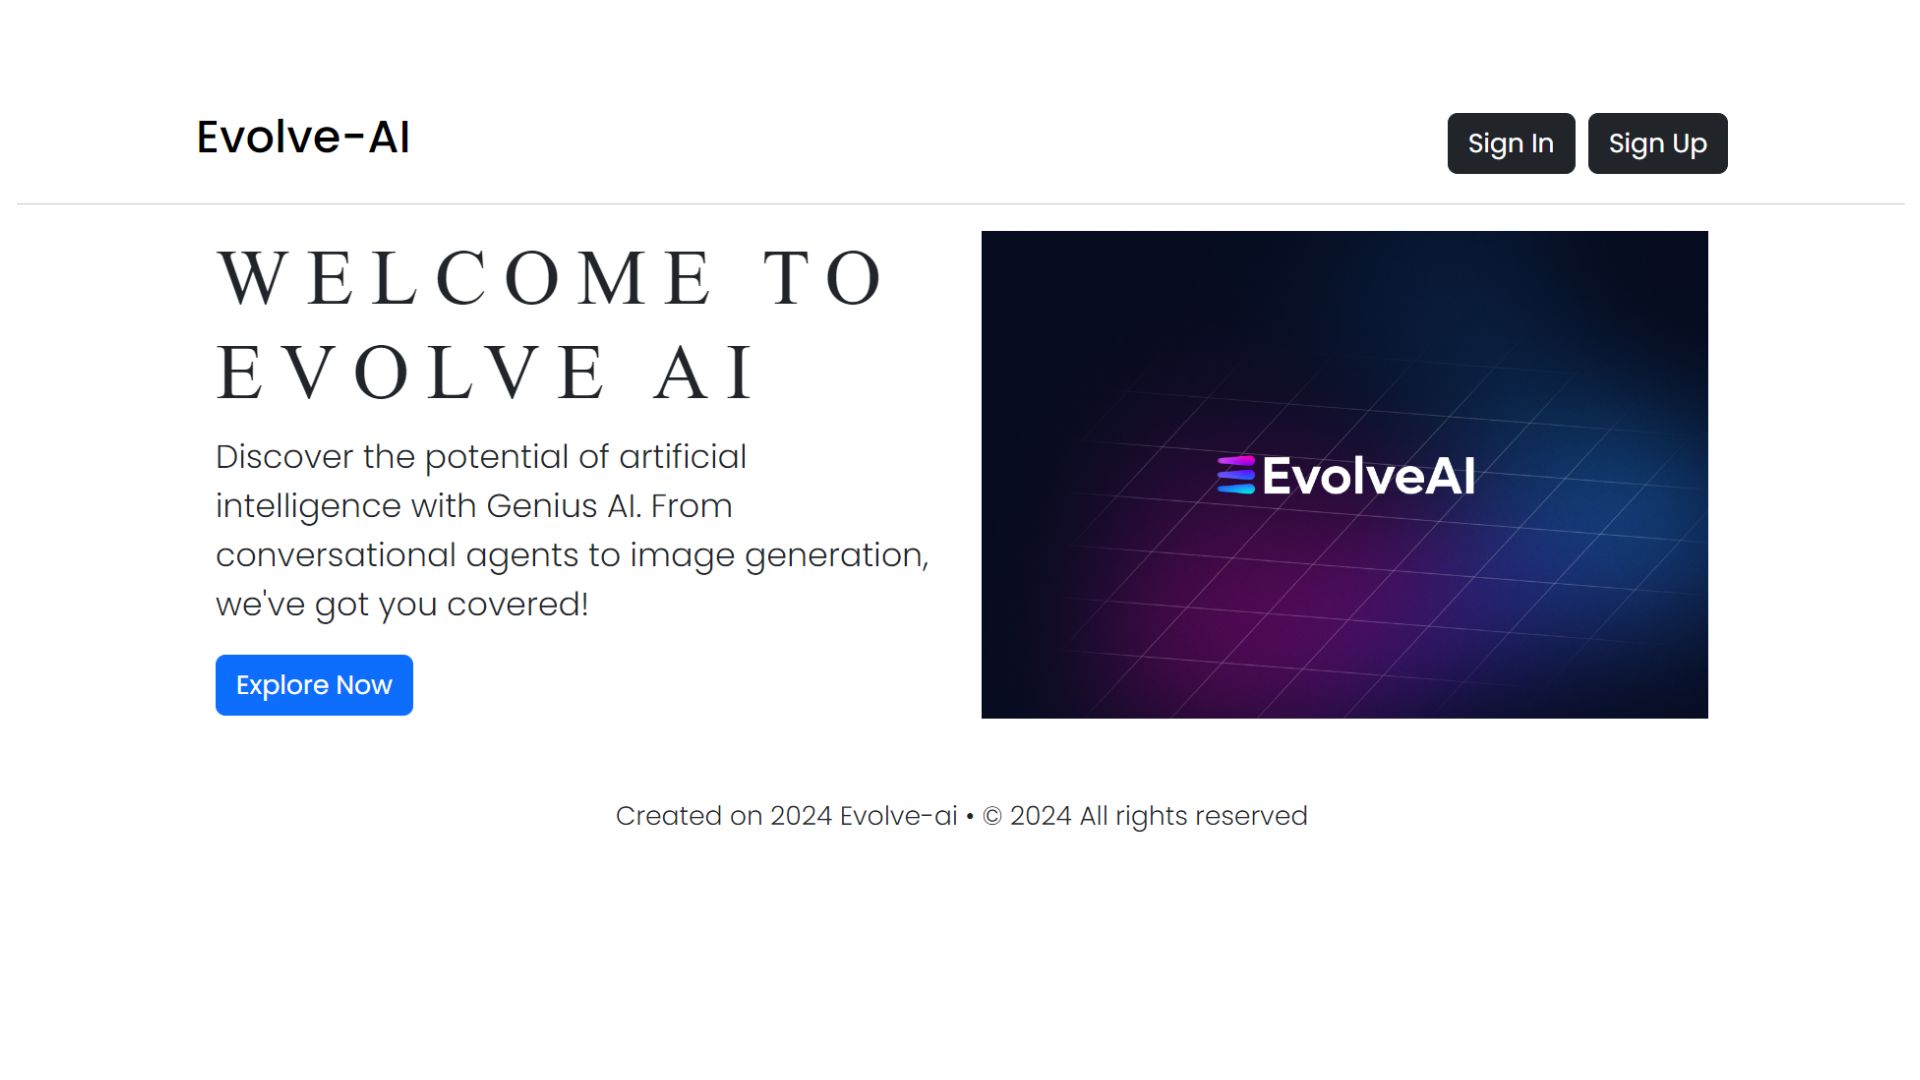 Evolve-AI
Sign In
Sign Up
WELCOME TO
EVOLVE AI
Discover the potential of artificial
intelligence with Genius AI. From
conversational agents to image generation,
we've got you covered!
Explore Now
EvolveAI
Created on 2024 Evolve-ai • © 2024 All rights reserved